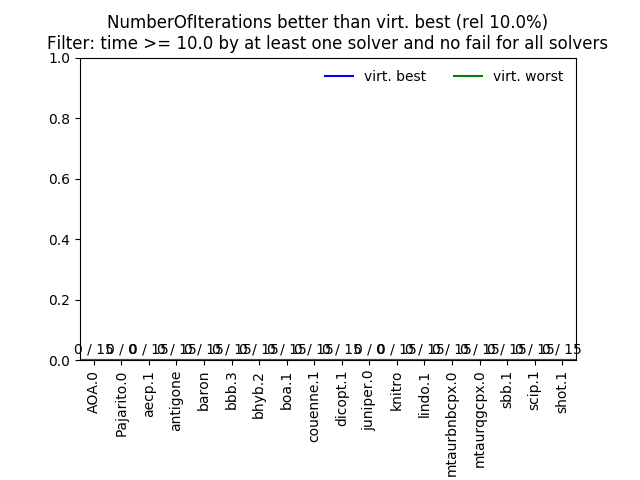 NumberOfIterations better than virt. best (rel 10.0%)
Filter: time >= 10.0 by at least one solver and no fail for all solvers
virt. best
virt. worst
1.0
0.8
0.6
0.4
0.2
0.0
0 / 15 0 / 0 0 / 15 0 / 15 0 / 15 0 / 15 0 / 15 0 / 15 0 / 15 0 / 15 0 / 0 0 / 15 0 / 15 0 / 15 0 / 15 0 / 15 0 / 15 0 / 15
AOA.0
Pajarito.0
aecp.1
antigone
baron
bbb.3
bhyb.2
boa.1
couenne.1
dicopt.1
juniper.0
knitro
lindo.1
mtaurbnbcpx.0
mtaurqgcpx.0
sbb.1
scip.1
shot.1